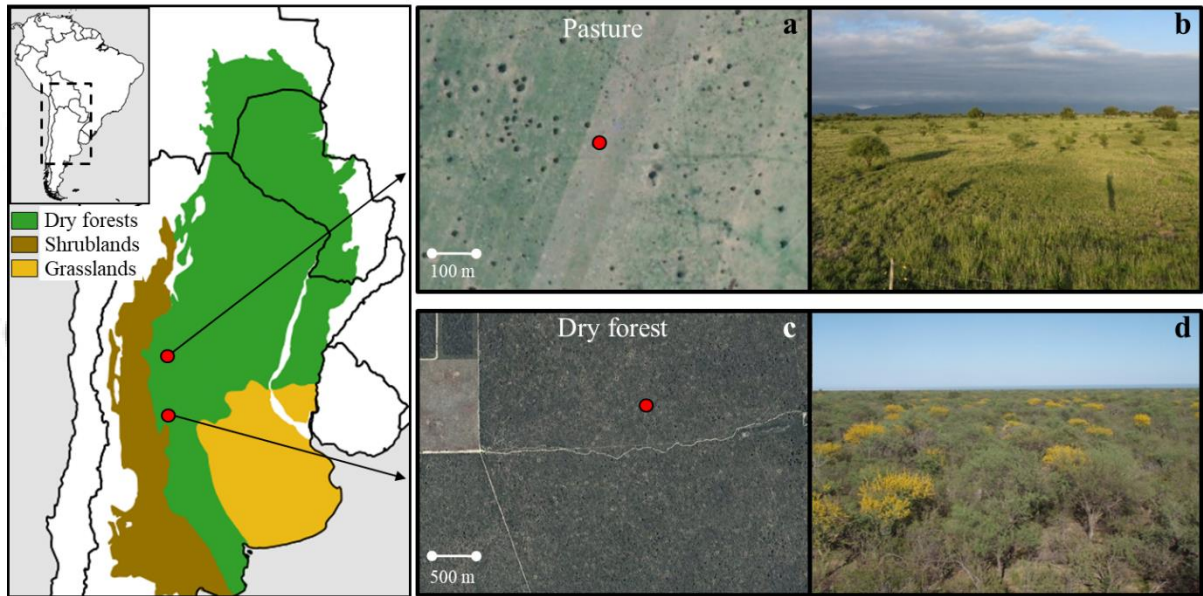 Dry forests
Shrublands
Grasslands
Pasture
a
100 m
b
Dry forest
c
500 m
d